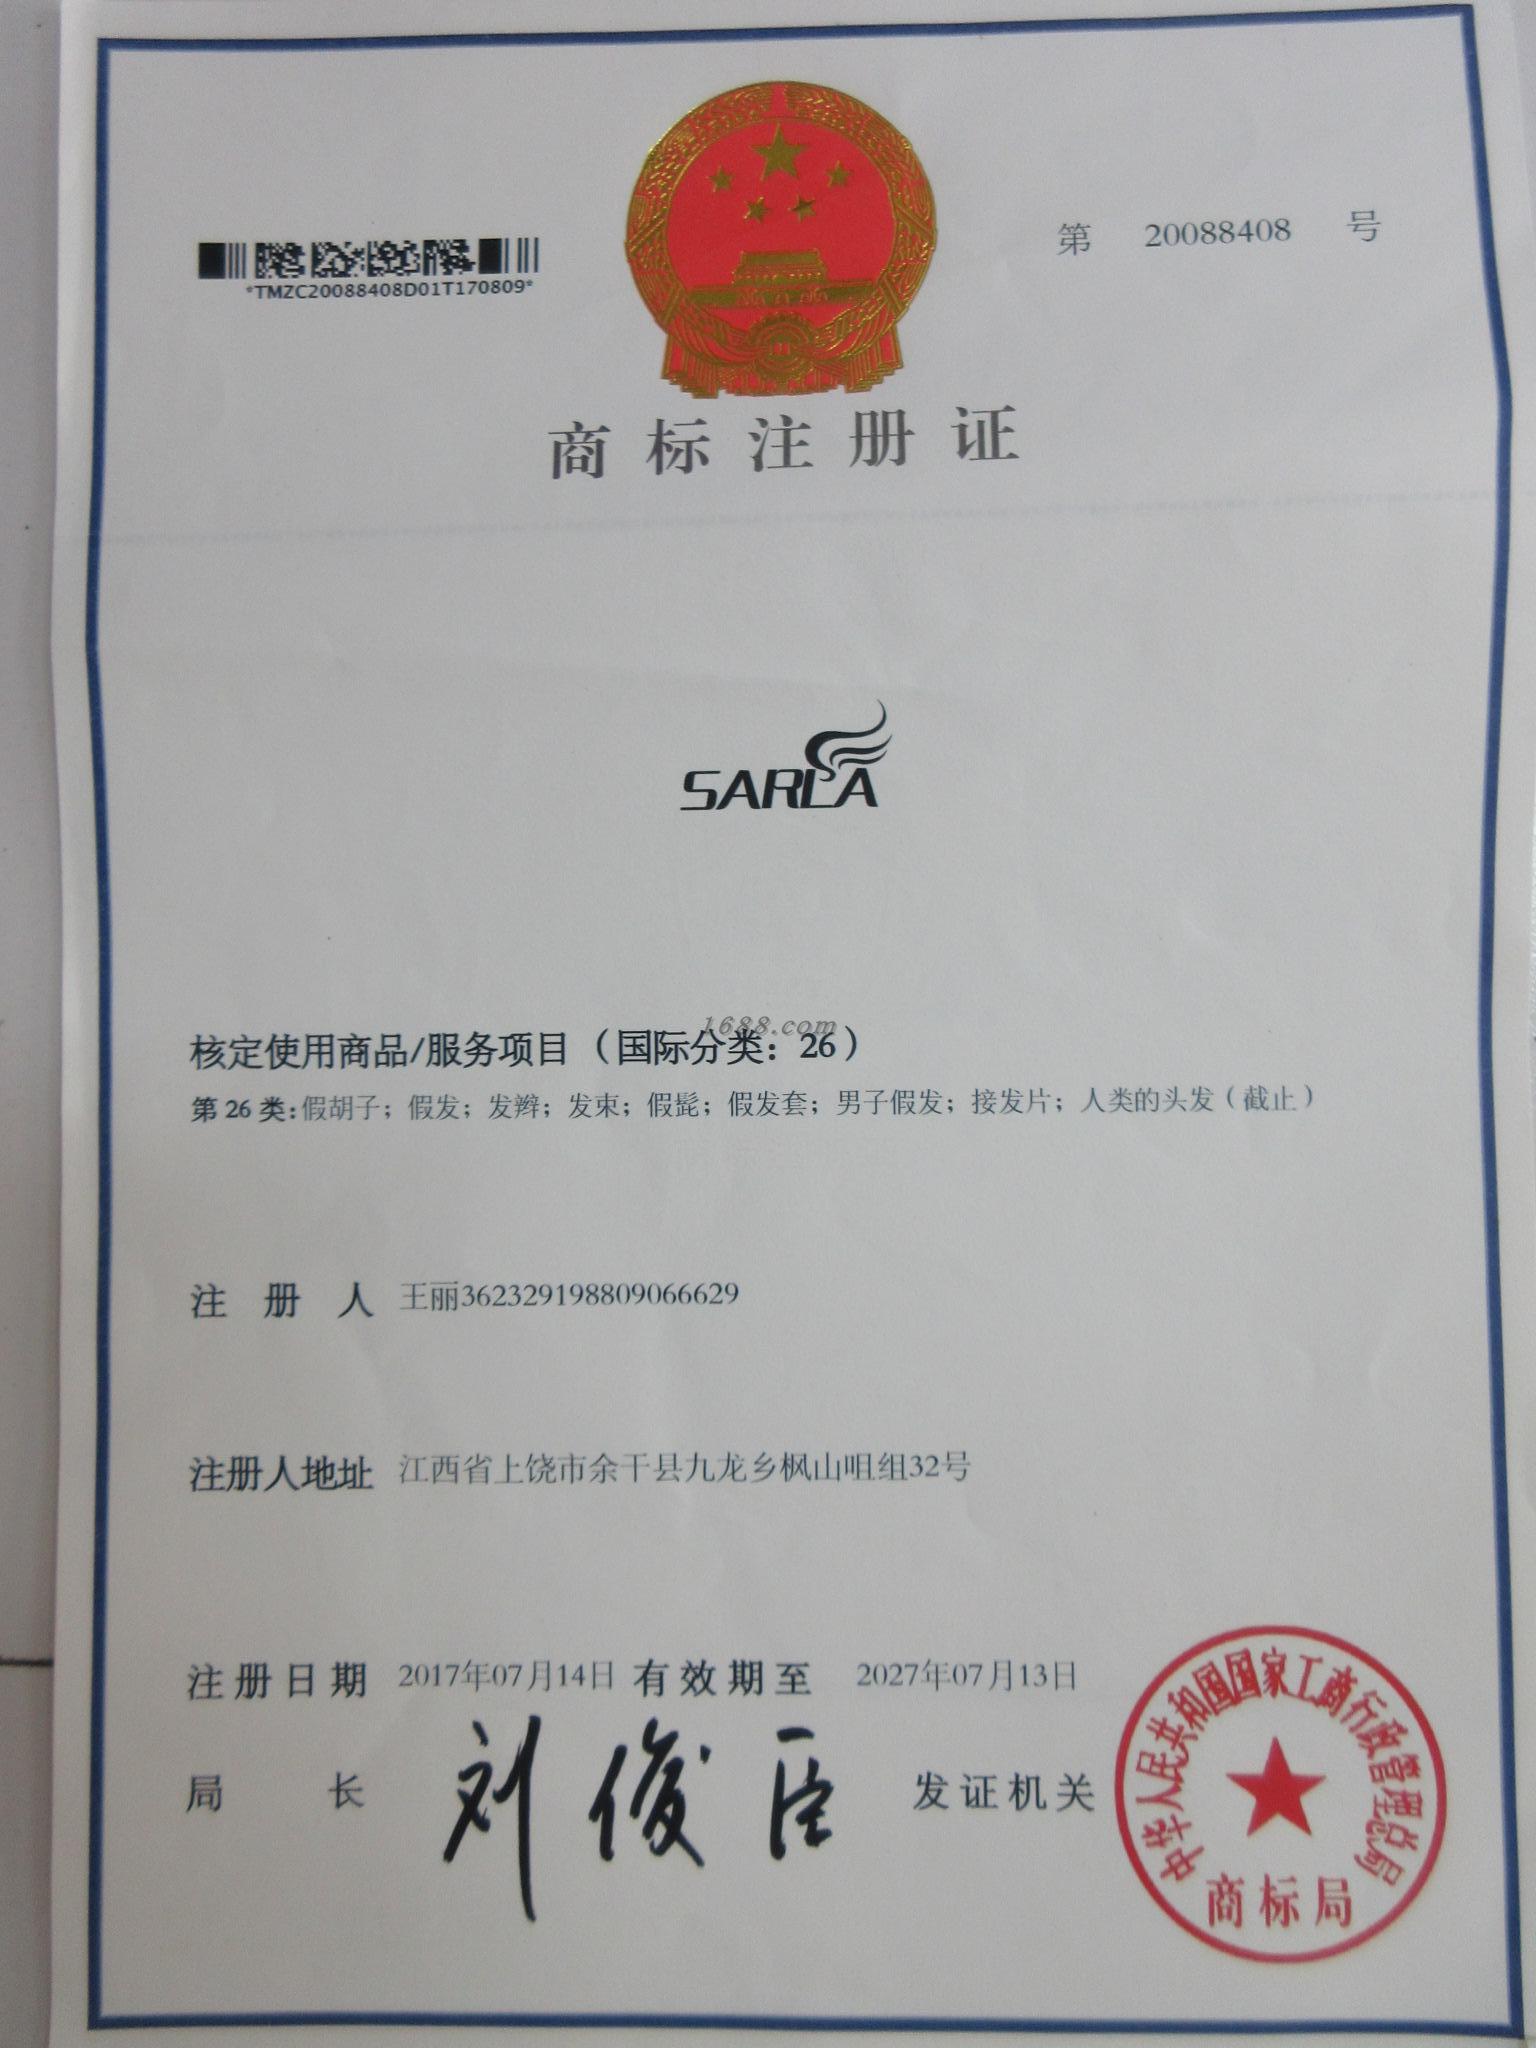 第 20088408 号
*TMZC20088408D01T170809*
商标注册证
SARLA
1688.com
核定使用商品/服务项目（国际分类：26）
第 26 类：假胡子；假发；发辫；发束；假髭；假发套；男子假发；接发片；人类的头发（截止）
注册人 王丽362329198809066629
注册人地址 江西省上饶市余干县九龙乡枫山咀组32号
注册日期 2017年07月14日 有效期至 2027年07月13日
局长 刘俊臣 发证机关
中华人民共和国国家工商行政管理总局
商标局